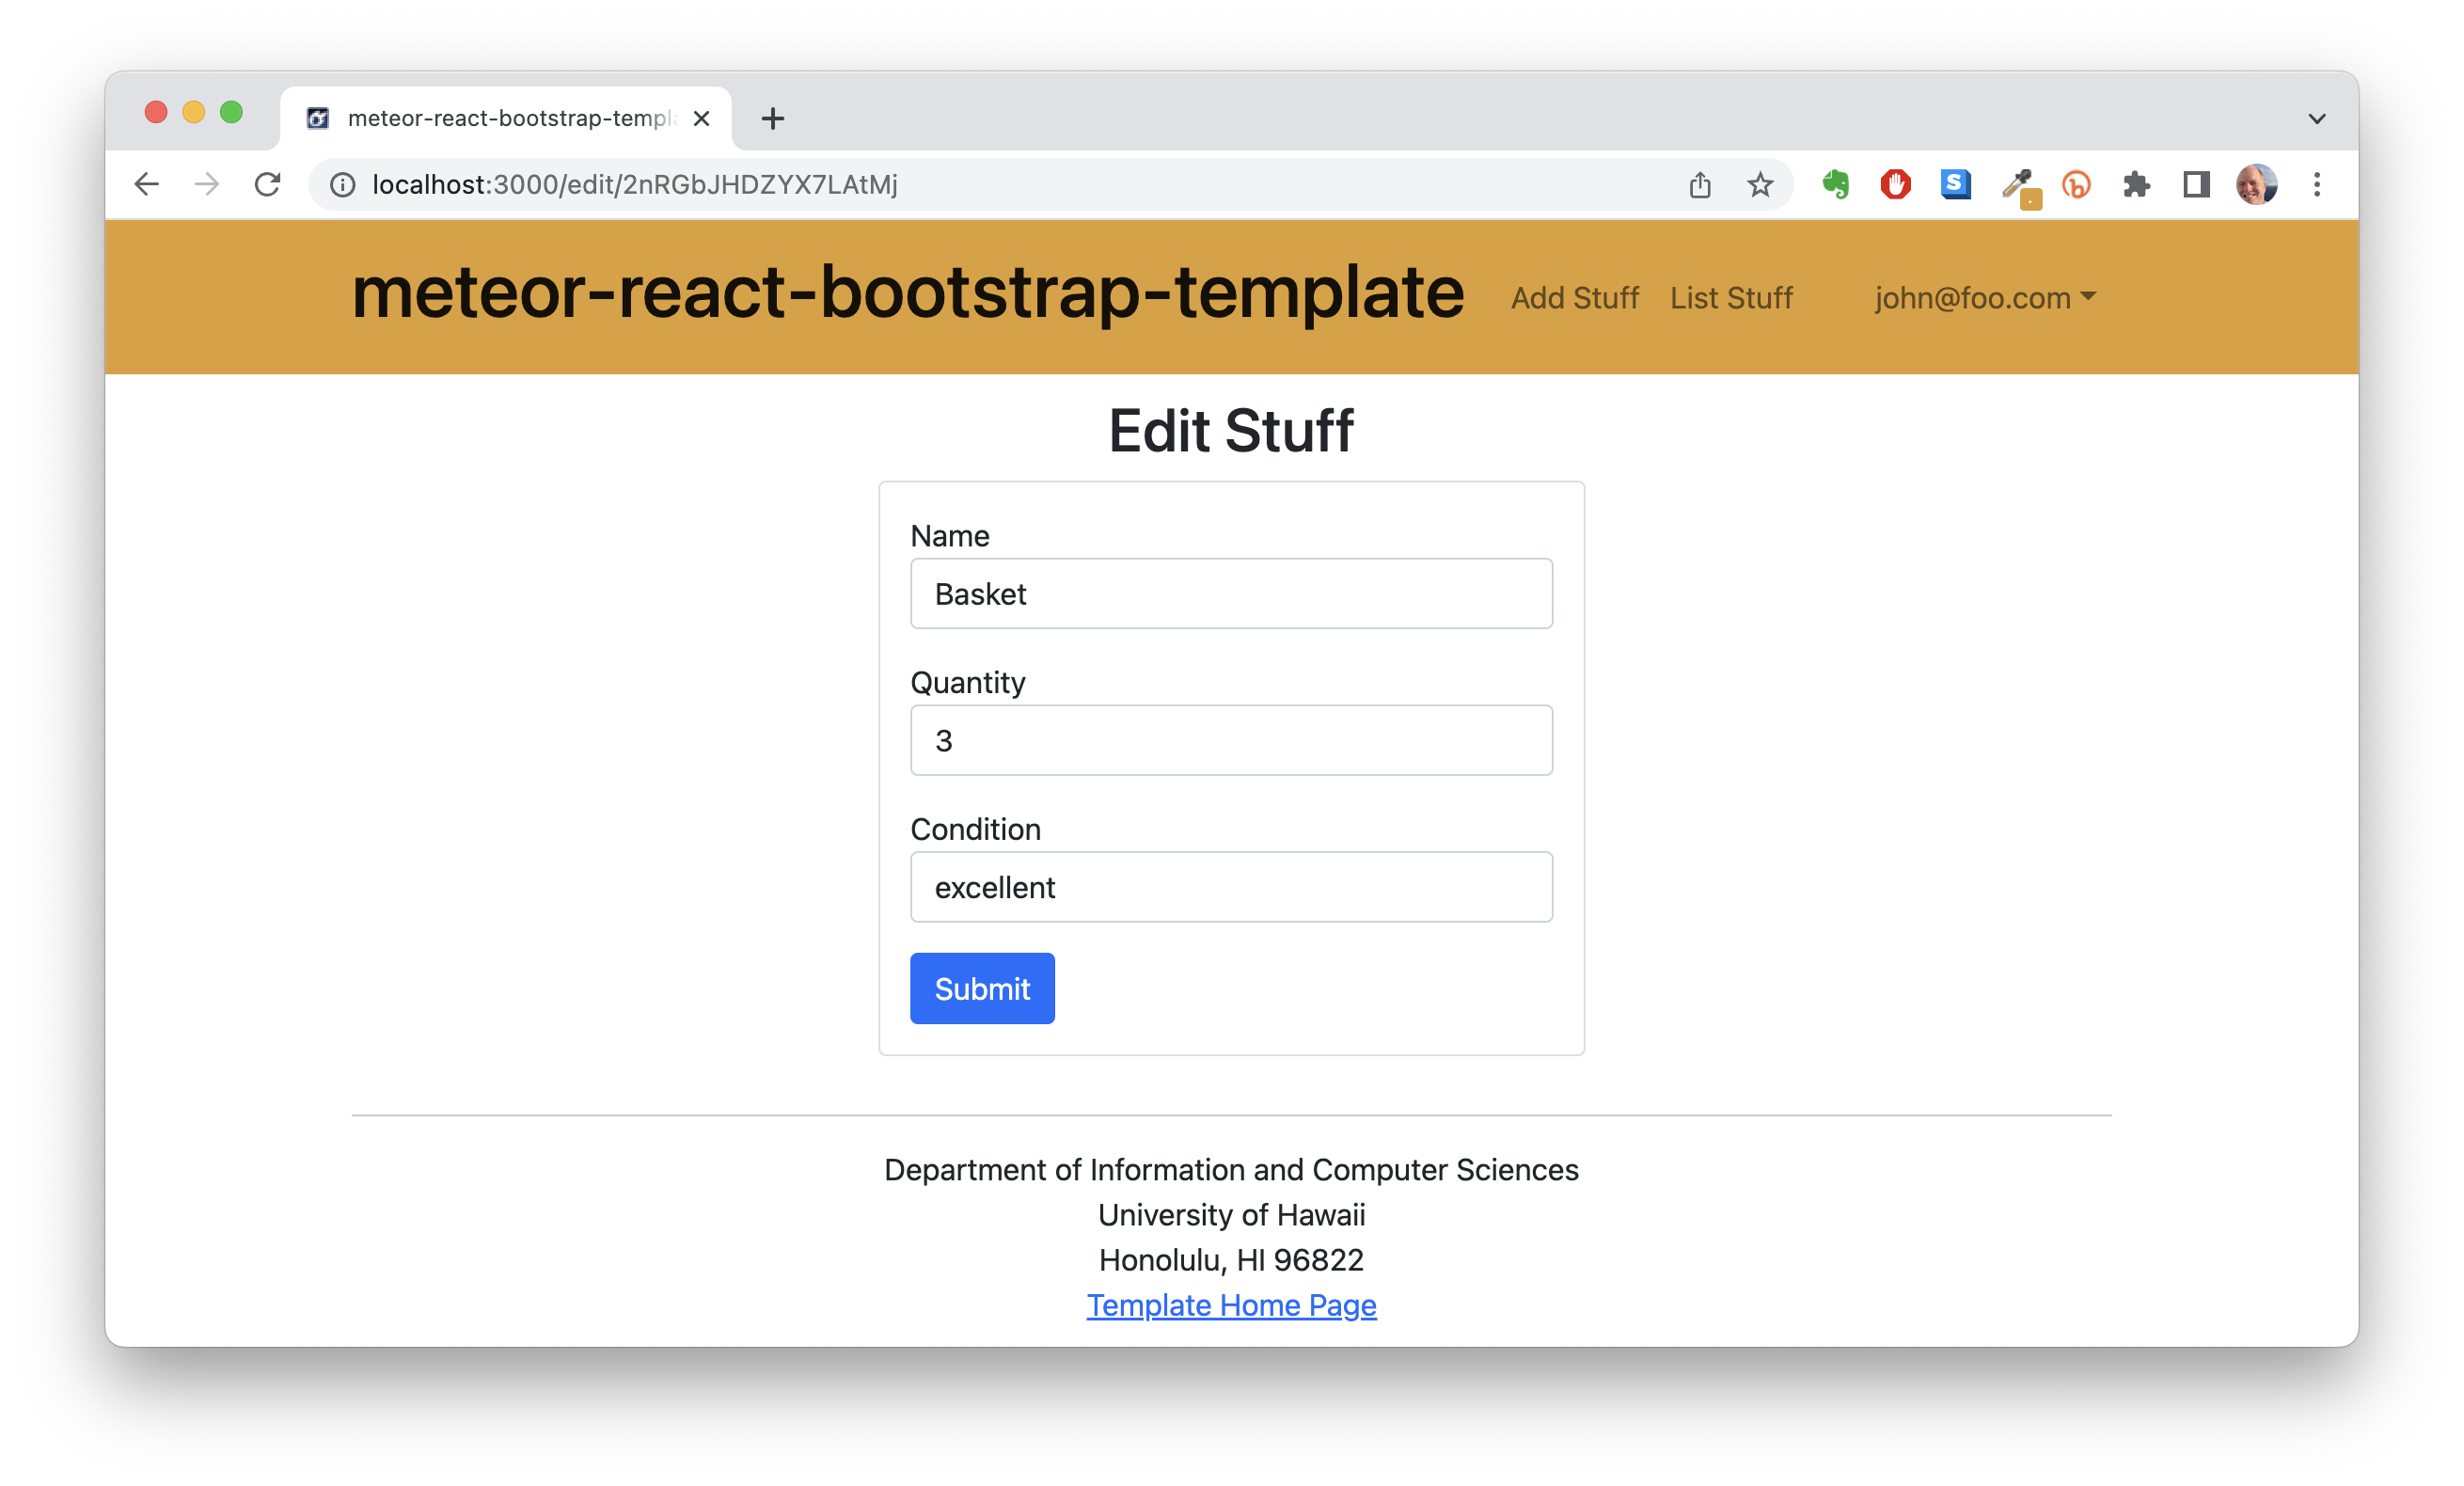 meteor-react-bootstrap-templ
localhost:3000/edit/2nRGbJHDZYX7LAtMj
meteor-react-bootstrap-template Add Stuff List Stuff john@foo.com
Edit Stuff
Name
Basket
Quantity
3
Condition
excellent
Submit
Department of Information and Computer Sciences
University of Hawaii
Honolulu, HI 96822
Template Home Page